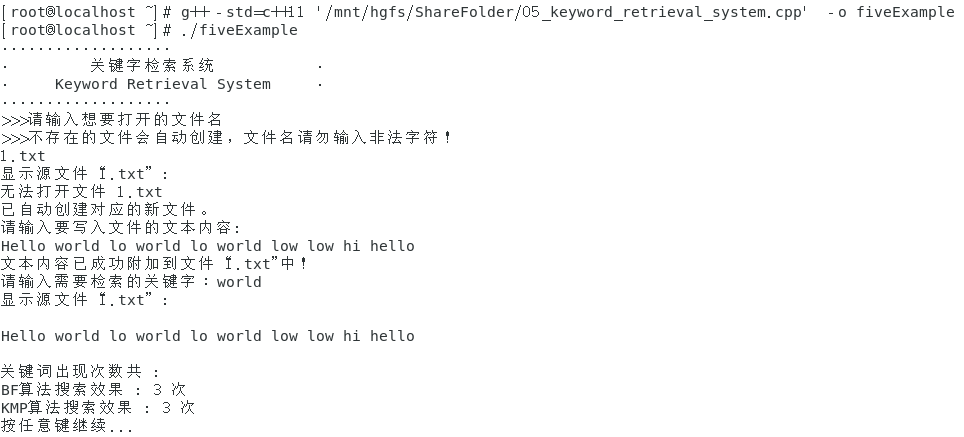 [root@localhost ~]# g++ -std=c++11 '/mnt/hgfs/ShareFolder/05_keyword_retrieval_system.cpp' -o fiveExample
[root@localhost ~]# ./fiveExample
...................
. 关键字检索系统 .
. Keyword Retrieval System .
...................
>>>请输入想要打开的文件名
>>>不存在的文件会自动创建，文件名请勿输入非法字符！
1.txt
显示源文件 “1.txt” ：
无法打开文件 1.txt
已自动创建对应的新文件。
请输入要写入文件的文本内容:
Hello world lo world lo world low low hi hello
文本内容已成功附加到文件 “1.txt”中！
请输入需要检索的关键字：world
显示源文件 “1.txt” ：
Hello world lo world lo world low low hi hello
关键词出现次数共 ：
BF算法搜索效果 : 3 次
KMP算法搜索效果 : 3 次
按任意键继续...